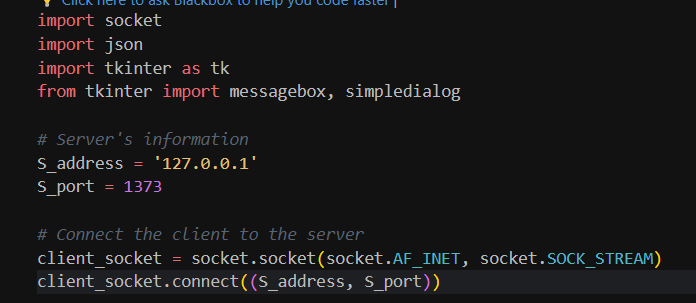 Click here to ask Blackbox to help you code faster |
import socket
import json
import tkinter as tk
from tkinter import messagebox, simpledialog
# Server's information
S_address = '127.0.0.1'
S_port = 1373
# Connect the client to the server
client_socket = socket.socket(socket.AF_INET, socket.SOCK_STREAM)
client_socket.connect((S_address, S_port))